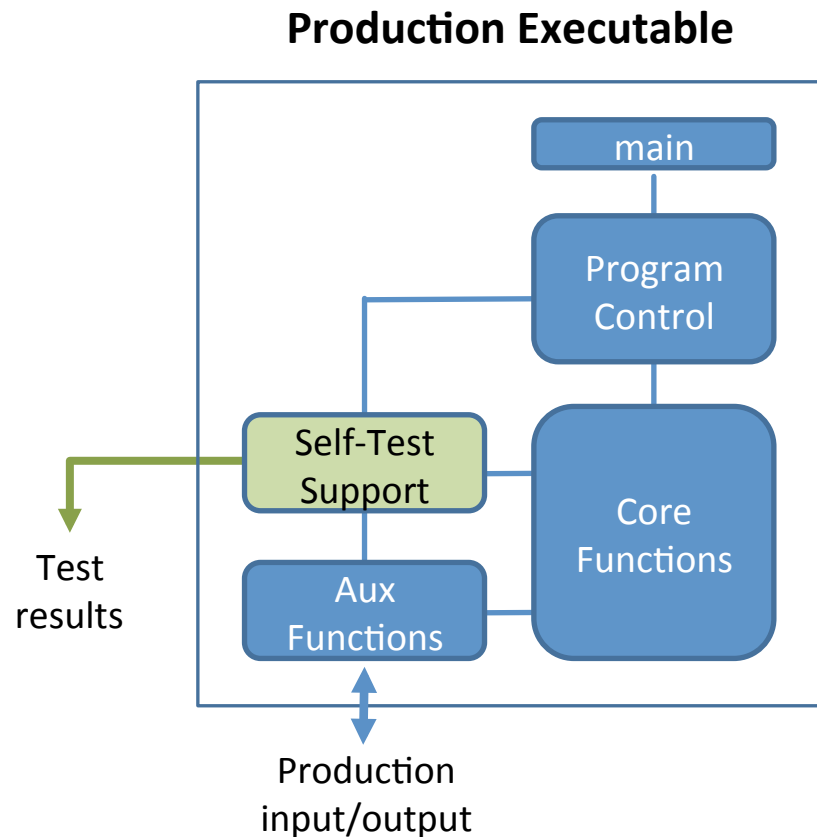 Production Executable
main
Program
Control
Self-Test
Support
Core
Functions
Test
results
Aux
Functions
Production
input/output